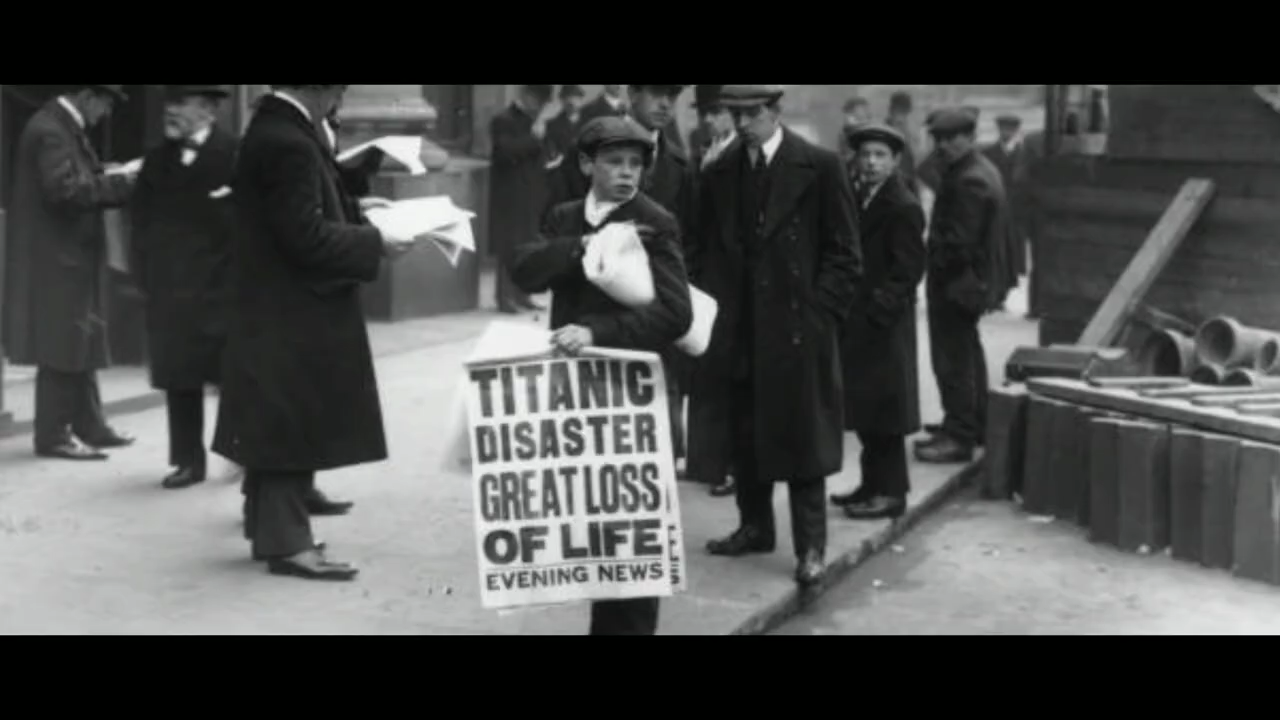 TITANIC
DISASTER
GREAT LOSS
OF LIFE
EVENING NEWS